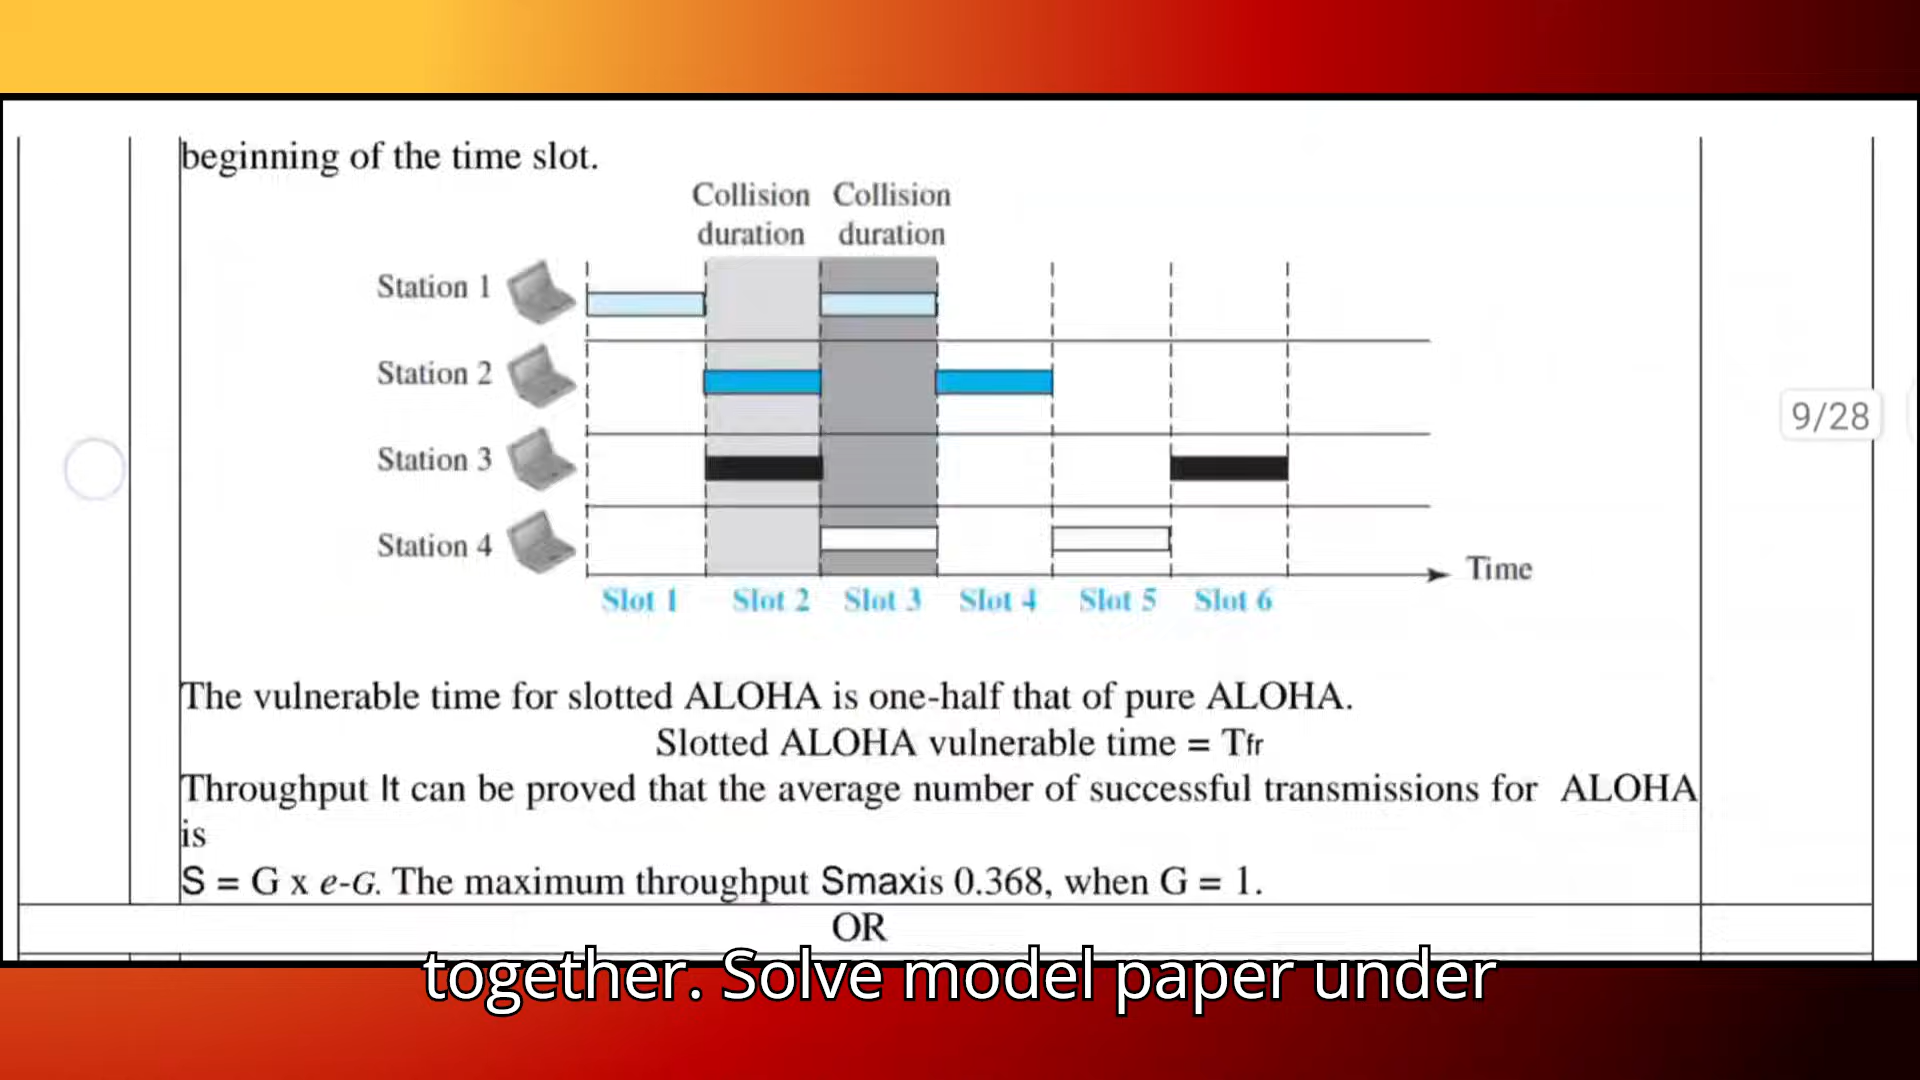 beginning of the time slot.
Collision Collision
duration duration
Station 1
Station 2
Station 3
Station 4
Time
Slot 1 Slot 2 Slot 3 Slot 4 Slot 5 Slot 6
9/28
The vulnerable time for slotted ALOHA is one-half that of pure ALOHA.
Slotted ALOHA vulnerable time = Tfr
Throughput It can be proved that the average number of successful transmissions for ALOHA
is
S = G x e-G. The maximum throughput Smaxis 0.368, when G = 1.
OR
together. Solve model paper under